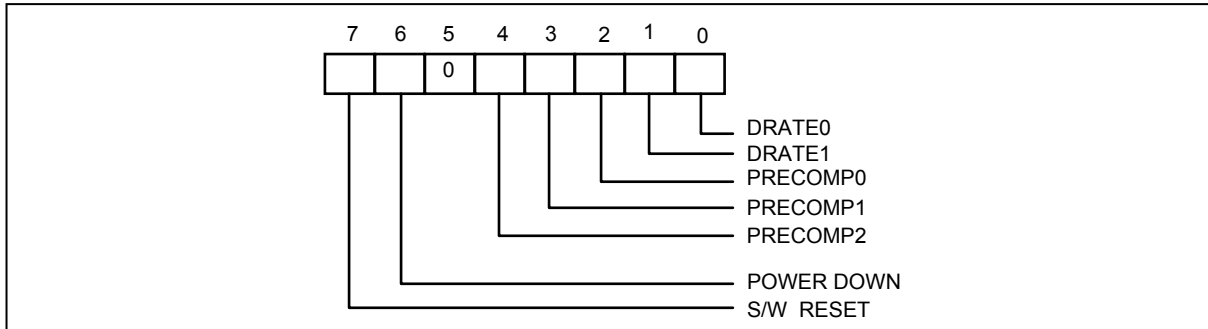 7 6 5 4 3 2 1 0
0
DRATE0
DRATE1
PRECOMP0
PRECOMP1
PRECOMP2
POWER DOWN
S/W RESET